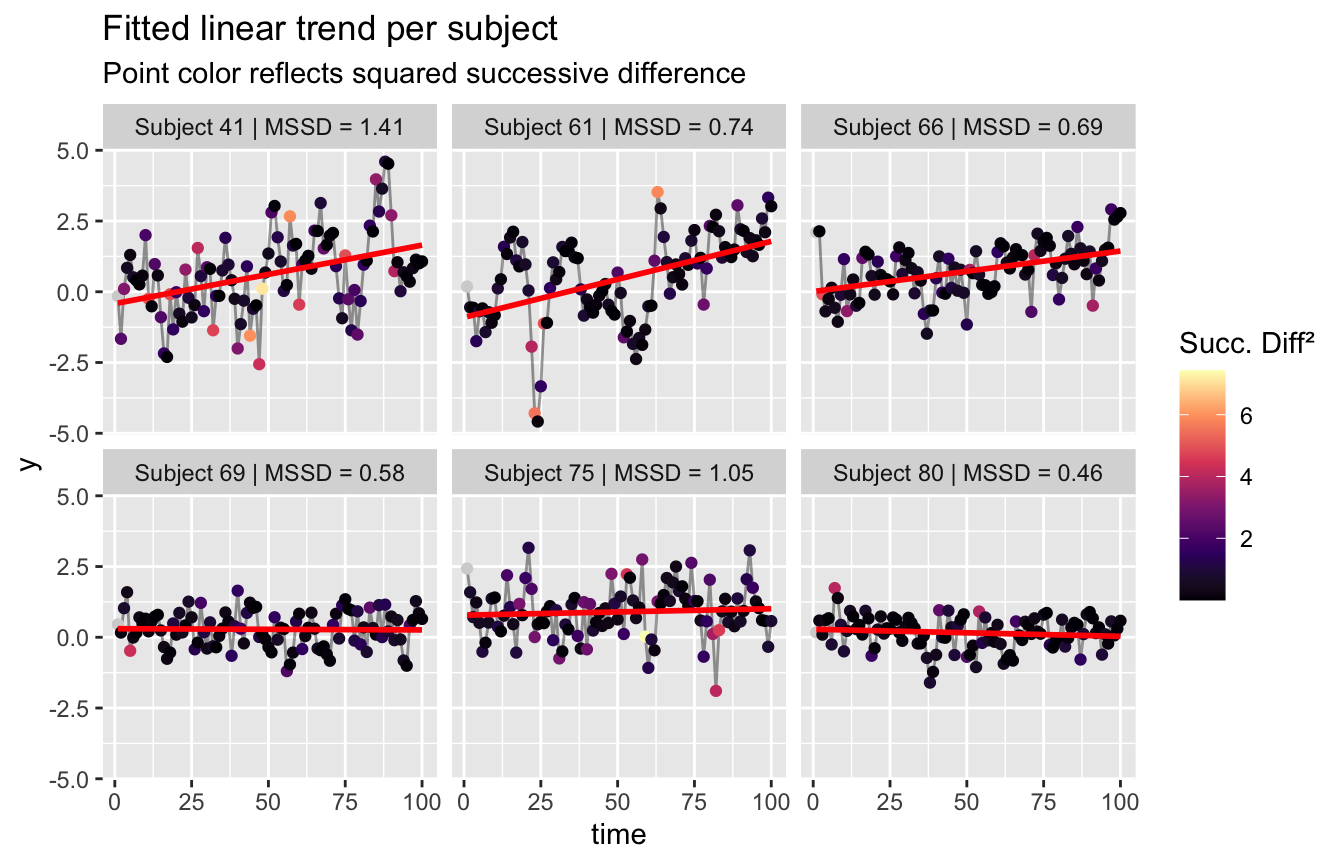 Fitted linear trend per subject
Point color reflects squared successive difference
Subject 41 | MSSD = 1.41
Subject 61 | MSSD = 0.74
Subject 66 | MSSD = 0.69
5.0
2.5
0.0
-2.5
-5.0
y
Subject 69 | MSSD = 0.58
Subject 75 | MSSD = 1.05
Subject 80 | MSSD = 0.46
5.0
2.5
0.0
-2.5
-5.0
0 25 50 75 100
0 25 50 75 100
0 25 50 75 100
time
Succ. Diff²
6
4
2